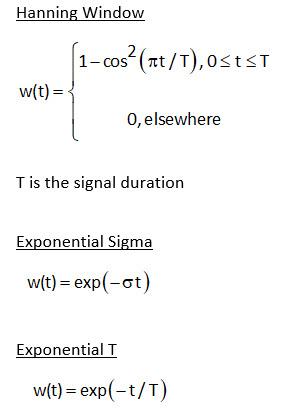 Hanning Window
w(t) = { 1 − cos²(πt / T), 0 ≤ t ≤ T
0, elsewhere
T is the signal duration
Exponential Sigma
w(t) = exp(−σt)
Exponential T
w(t) = exp(−t / T)